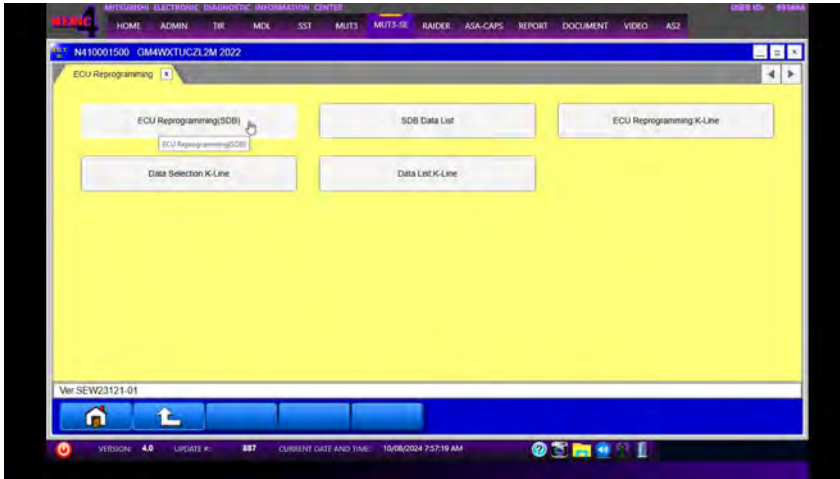 MITSUBISHI ELECTRONIC DIAGNOSTIC INFORMATION CENTER
MEDIC 4 HOME ADMIN TIR MDL SST MUT3 MUT3-SE RAIDER ASA-CAPS REPORT DOCUMENT VIDEO AS2
N410001500 GM4WXTUCZL2M 2022
ECU Reprogramming
ECU Reprogramming(SDB) SDB Data List ECU Reprogramming:K-Line
ECU Reprogramming(SDB)
Data Selection:K-Line Data List:K-Line
Ver.SEW23121-01
VERSION: 4.0 UPDATE #: 887 CURRENT DATE AND TIME: 10/08/2024 7:57:19 AM